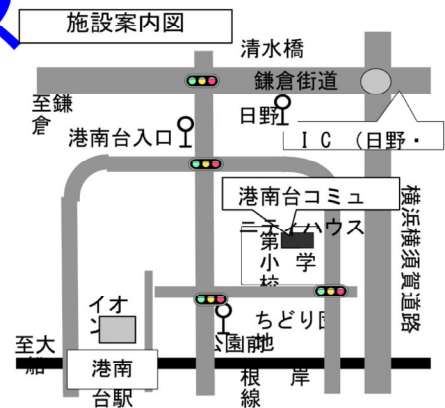 施設案内図
清水橋
鎌倉街道
至鎌
倉
日野
港南台入口
ＩＣ （日野・
港南台コミュ
ニティハウス
横浜横須賀道路
第 学
小
校
イオ
ン
ちどり団
地
公園前
至大
船
港南
台駅
根 岸
線